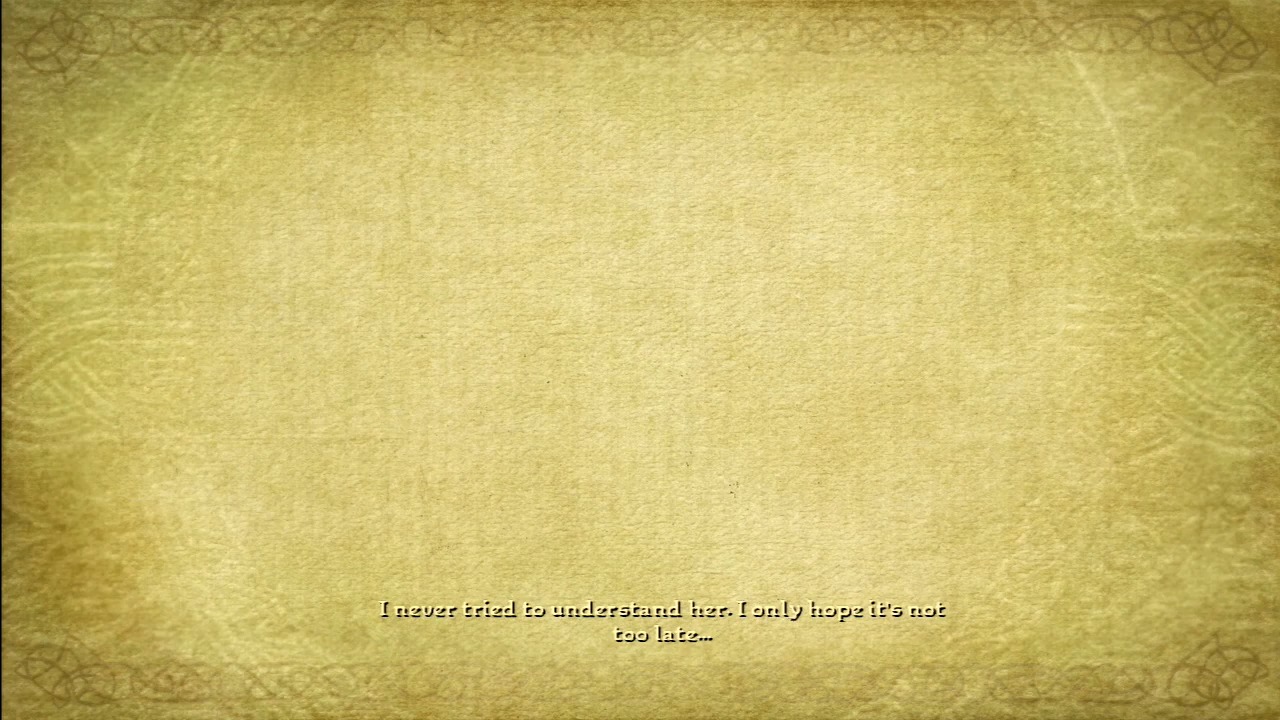 I never tried to understand her. I only hope it's not
too late...